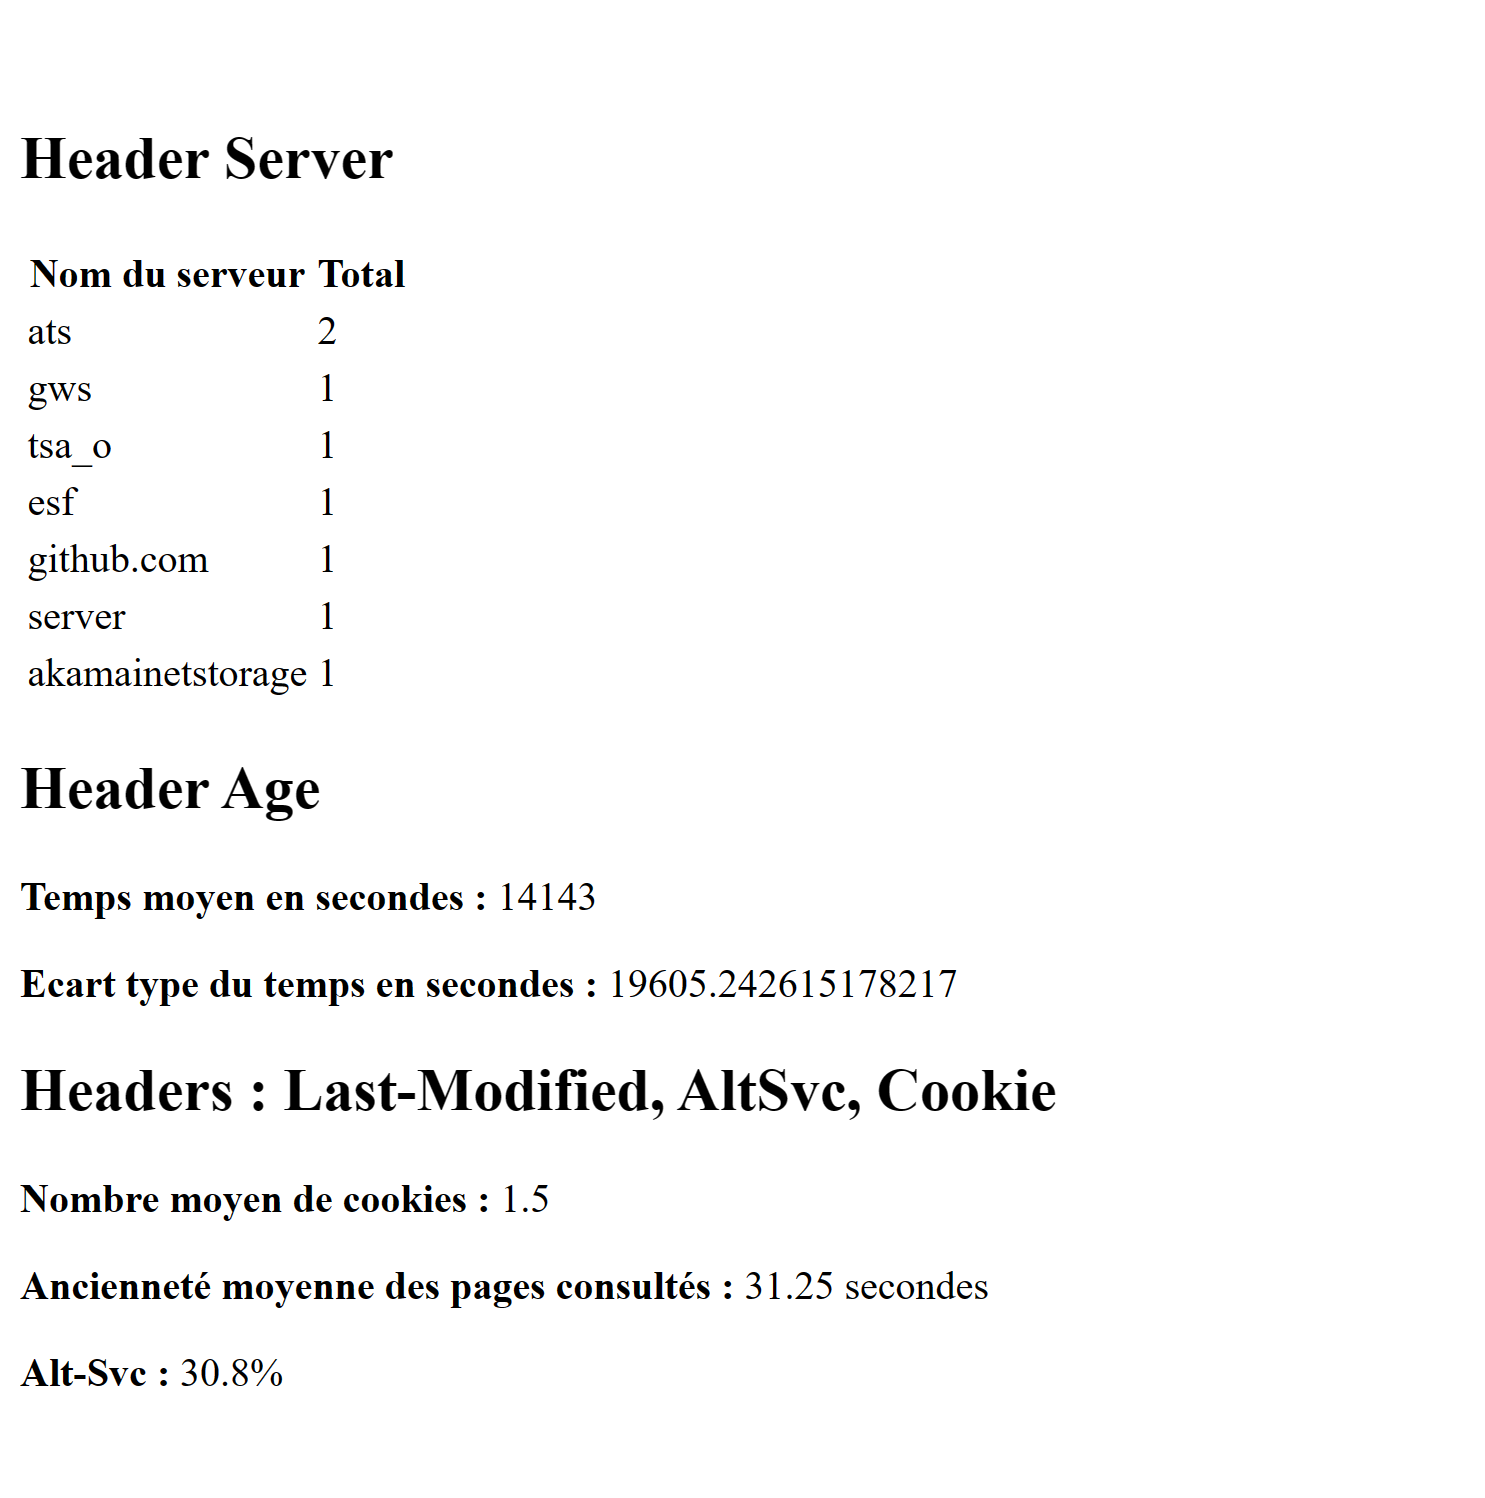 Header Server
Nom du serveur Total
ats 2
gws 1
tsa_o 1
esf 1
github.com 1
server 1
akamainetstorage 1
Header Age
Temps moyen en secondes : 14143
Ecart type du temps en secondes : 19605.242615178217
Headers : Last-Modified, AltSvc, Cookie
Nombre moyen de cookies : 1.5
Ancienneté moyenne des pages consultés : 31.25 secondes
Alt-Svc : 30.8%